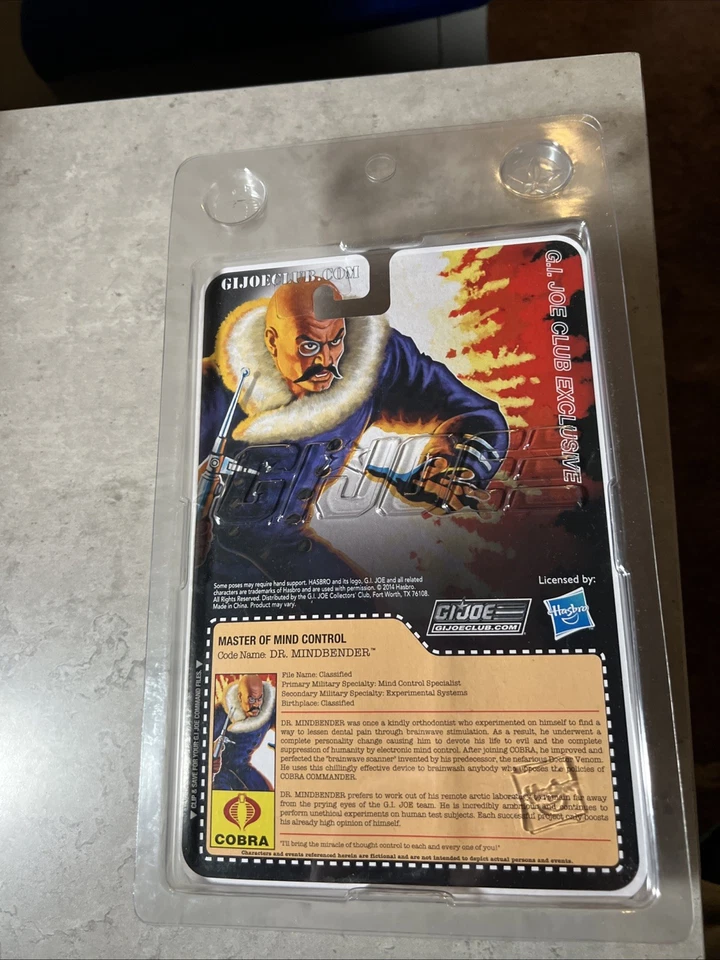 GIJOECLUB.COM
G.I. JOE CLUB EXCLUSIVE
G.I. JOE
Some poses may require hand support. HASBRO and its logo, G.I. JOE and all related
characters are trademarks of Hasbro and are used with permission. © 2014 Hasbro.
All Rights Reserved. Distributed by the G.I. JOE Collectors' Club, Fort Worth, TX 76108.
Made in China. Product may vary.
Licensed by:
G.I. JOE
GIJOECLUB.COM
Hasbro
MASTER OF MIND CONTROL
Code Name: DR. MINDBENDER™
File Name: Classified
Primary Military Specialty: Mind Control Specialist
Secondary Military Specialty: Experimental Systems
Birthplace: Classified
DR. MINDBENDER was once a kindly orthodontist who experimented on himself to find a
way to lessen dental pain through brainwave stimulation. As a result, he underwent a
complete personality change causing him to devote his life to evil and the complete
suppression of humanity by electronic mind control. After joining COBRA, he improved and
perfected the "brainwave scanner" invented by his predecessor, the nefarious Doctor Venom.
He uses this chillingly effective device to brainwash anybody who opposes the policies of
COBRA COMMANDER.
DR. MINDBENDER prefers to work out of his remote arctic laboratory to remain far away
from the prying eyes of the G.I. JOE team. He is incredibly ambitious and continues to
perform unethical experiments on human test subjects. Each successful project only boosts
his already high opinion of himself.
"I'll bring the miracle of thought control to each and every one of you!"
Characters and events referenced herein are fictional and are not intended to depict actual persons and events.
COBRA
CLIP & SAVE FOR YOUR G.I. JOE COMMAND FILES